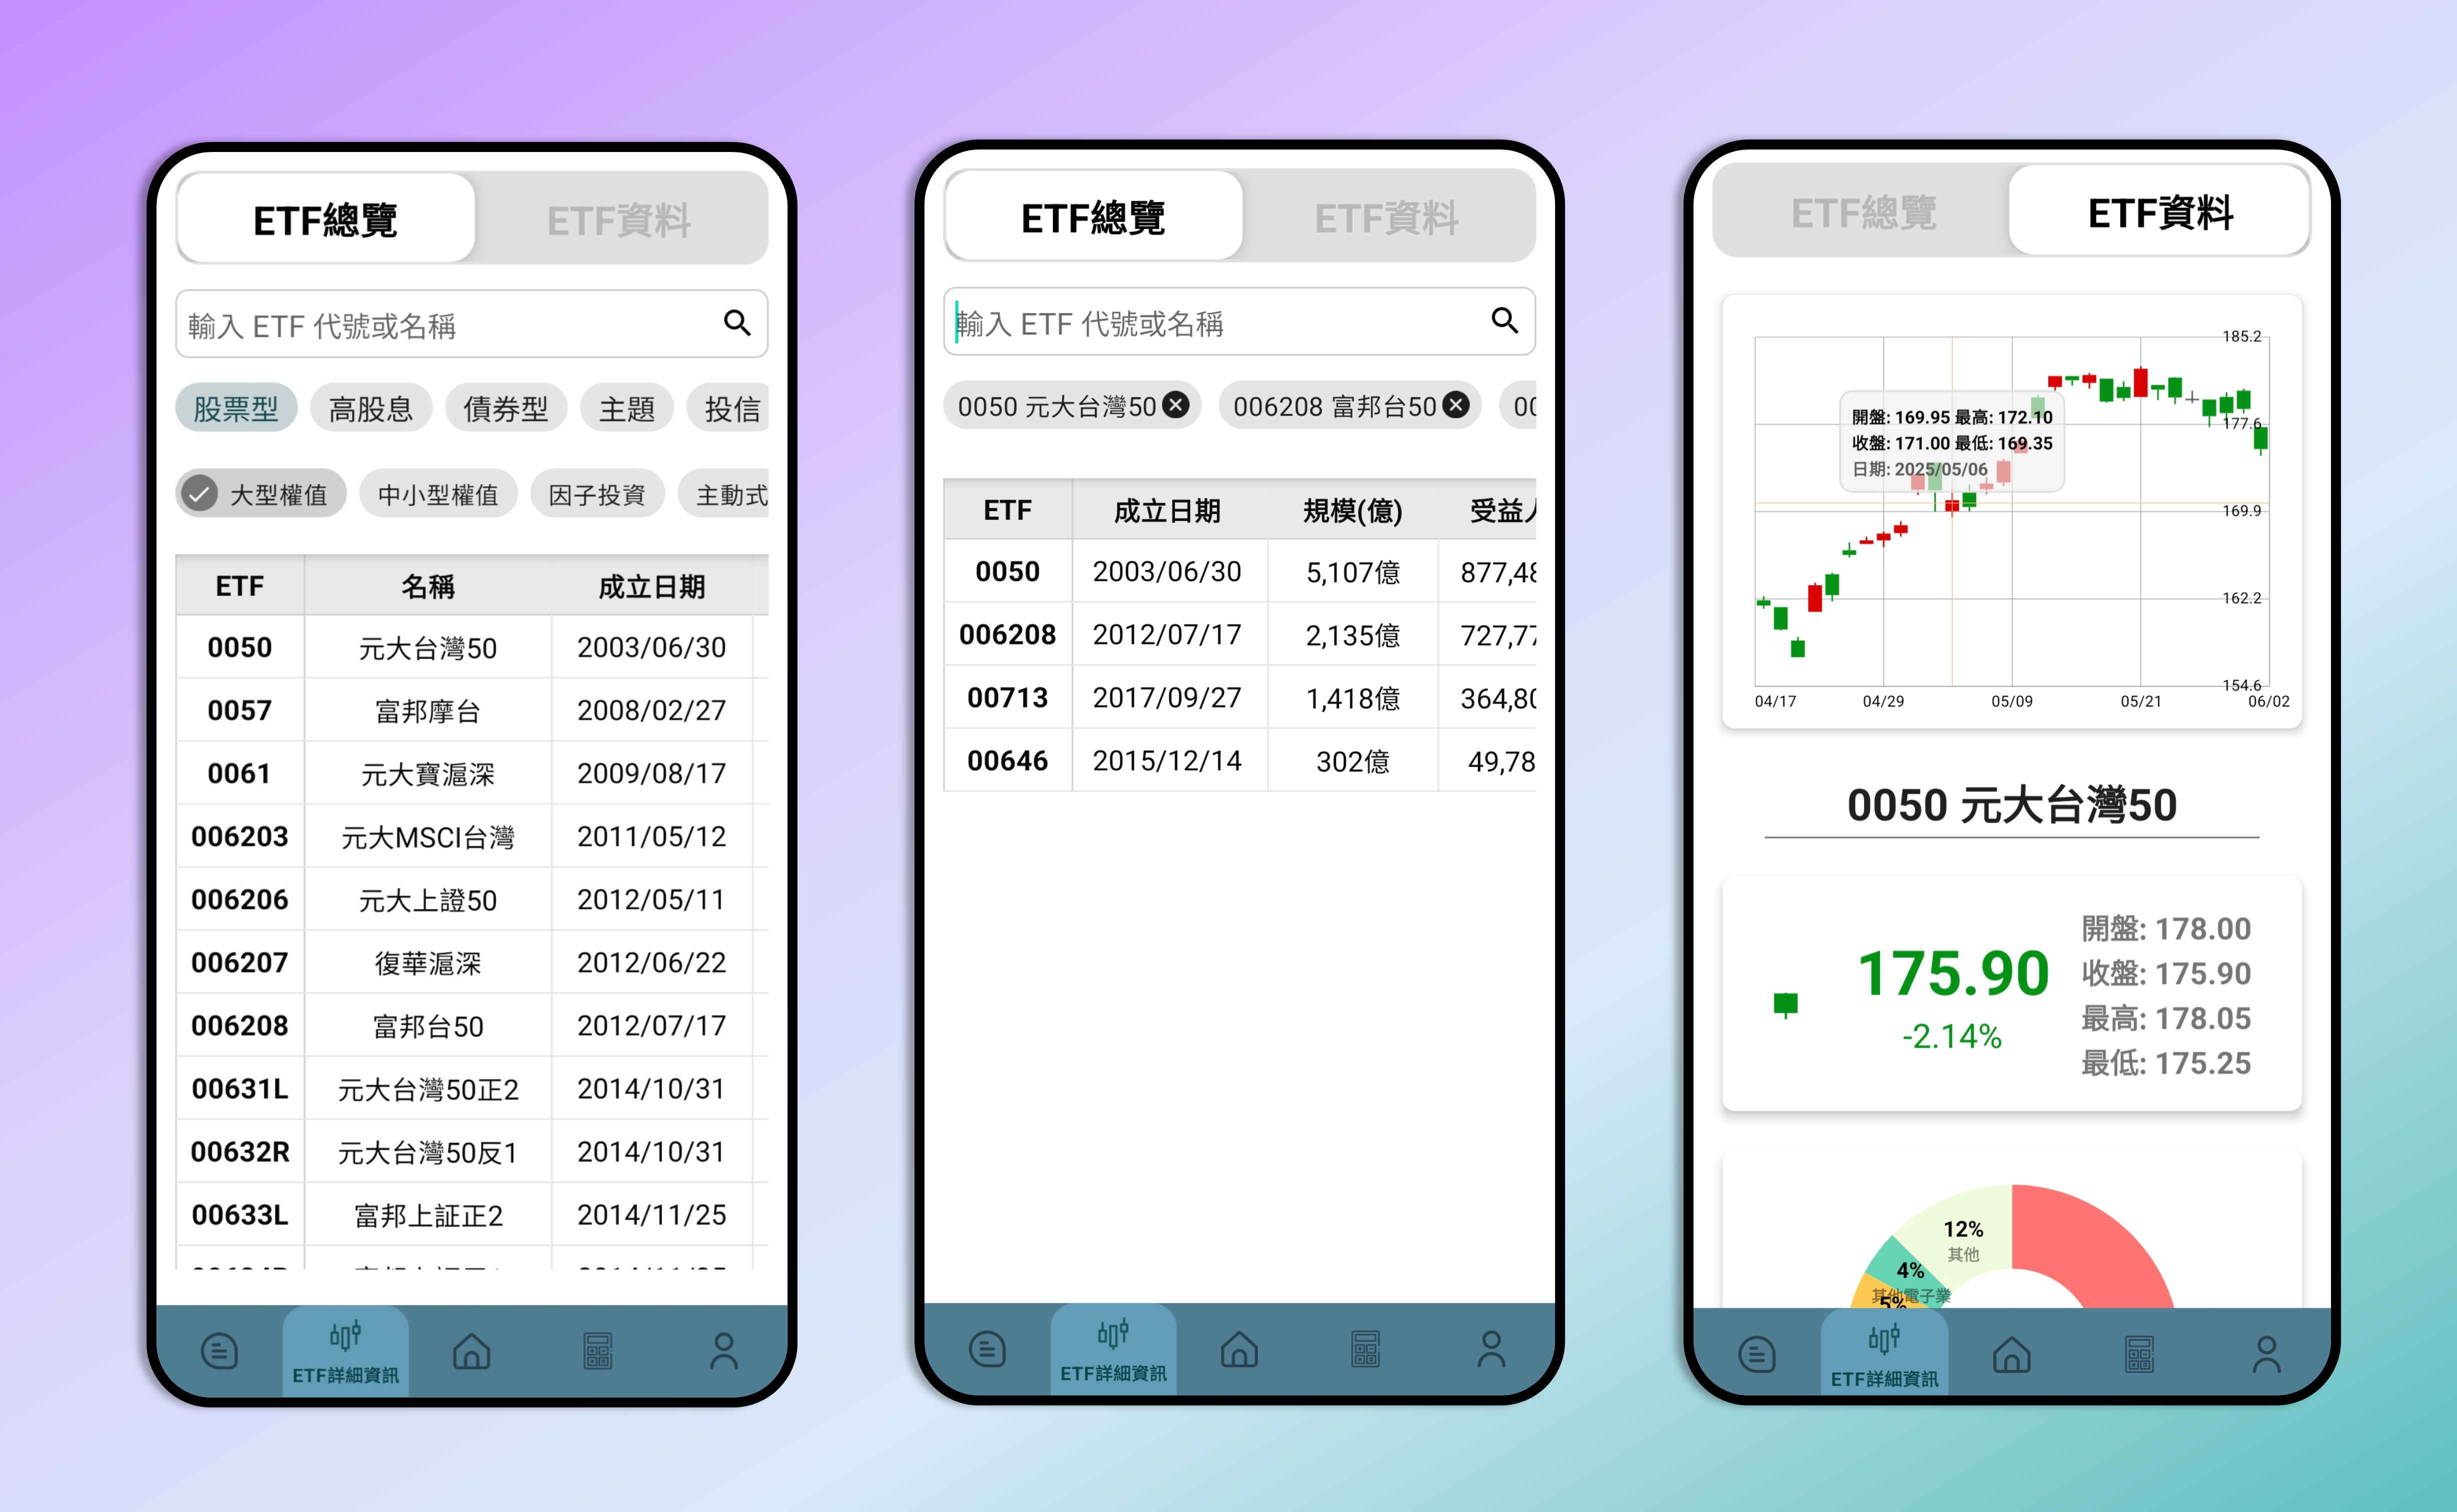 ETF總覽 ETF資料
輸入 ETF 代號或名稱
股票型 高股息 債券型 主題 投信
大型權值 中小型權值 因子投資 主動式
ETF 名稱 成立日期
0050 元大台灣50 2003/06/30
0057 富邦摩台 2008/02/27
0061 元大寶滬深 2009/08/17
006203 元大MSCI台灣 2011/05/12
006206 元大上證50 2012/05/11
006207 復華滬深 2012/06/22
006208 富邦台50 2012/07/17
00631L 元大台灣50正2 2014/10/31
00632R 元大台灣50反1 2014/10/31
00633L 富邦上証正2 2014/11/25
ETF詳細資訊
ETF總覽 ETF資料
輸入 ETF 代號或名稱
0050 元大台灣50 006208 富邦台50 00
ETF 成立日期 規模(億) 受益人
0050 2003/06/30 5,107億 877,48
006208 2012/07/17 2,135億 727,77
00713 2017/09/27 1,418億 364,80
00646 2015/12/14 302億 49,78
ETF詳細資訊
ETF總覽 ETF資料
185.2
開盤: 169.95 最高: 172.10
177.6
收盤: 171.00 最低: 169.35
日期: 2025/05/06
169.9
162.2
154.6
04/17 04/29 05/09 05/21 06/02
0050 元大台灣50
175.90
-2.14%
開盤: 178.00
收盤: 175.90
最高: 178.05
最低: 175.25
12%
其他
4%
其他電子業
5%
ETF詳細資訊